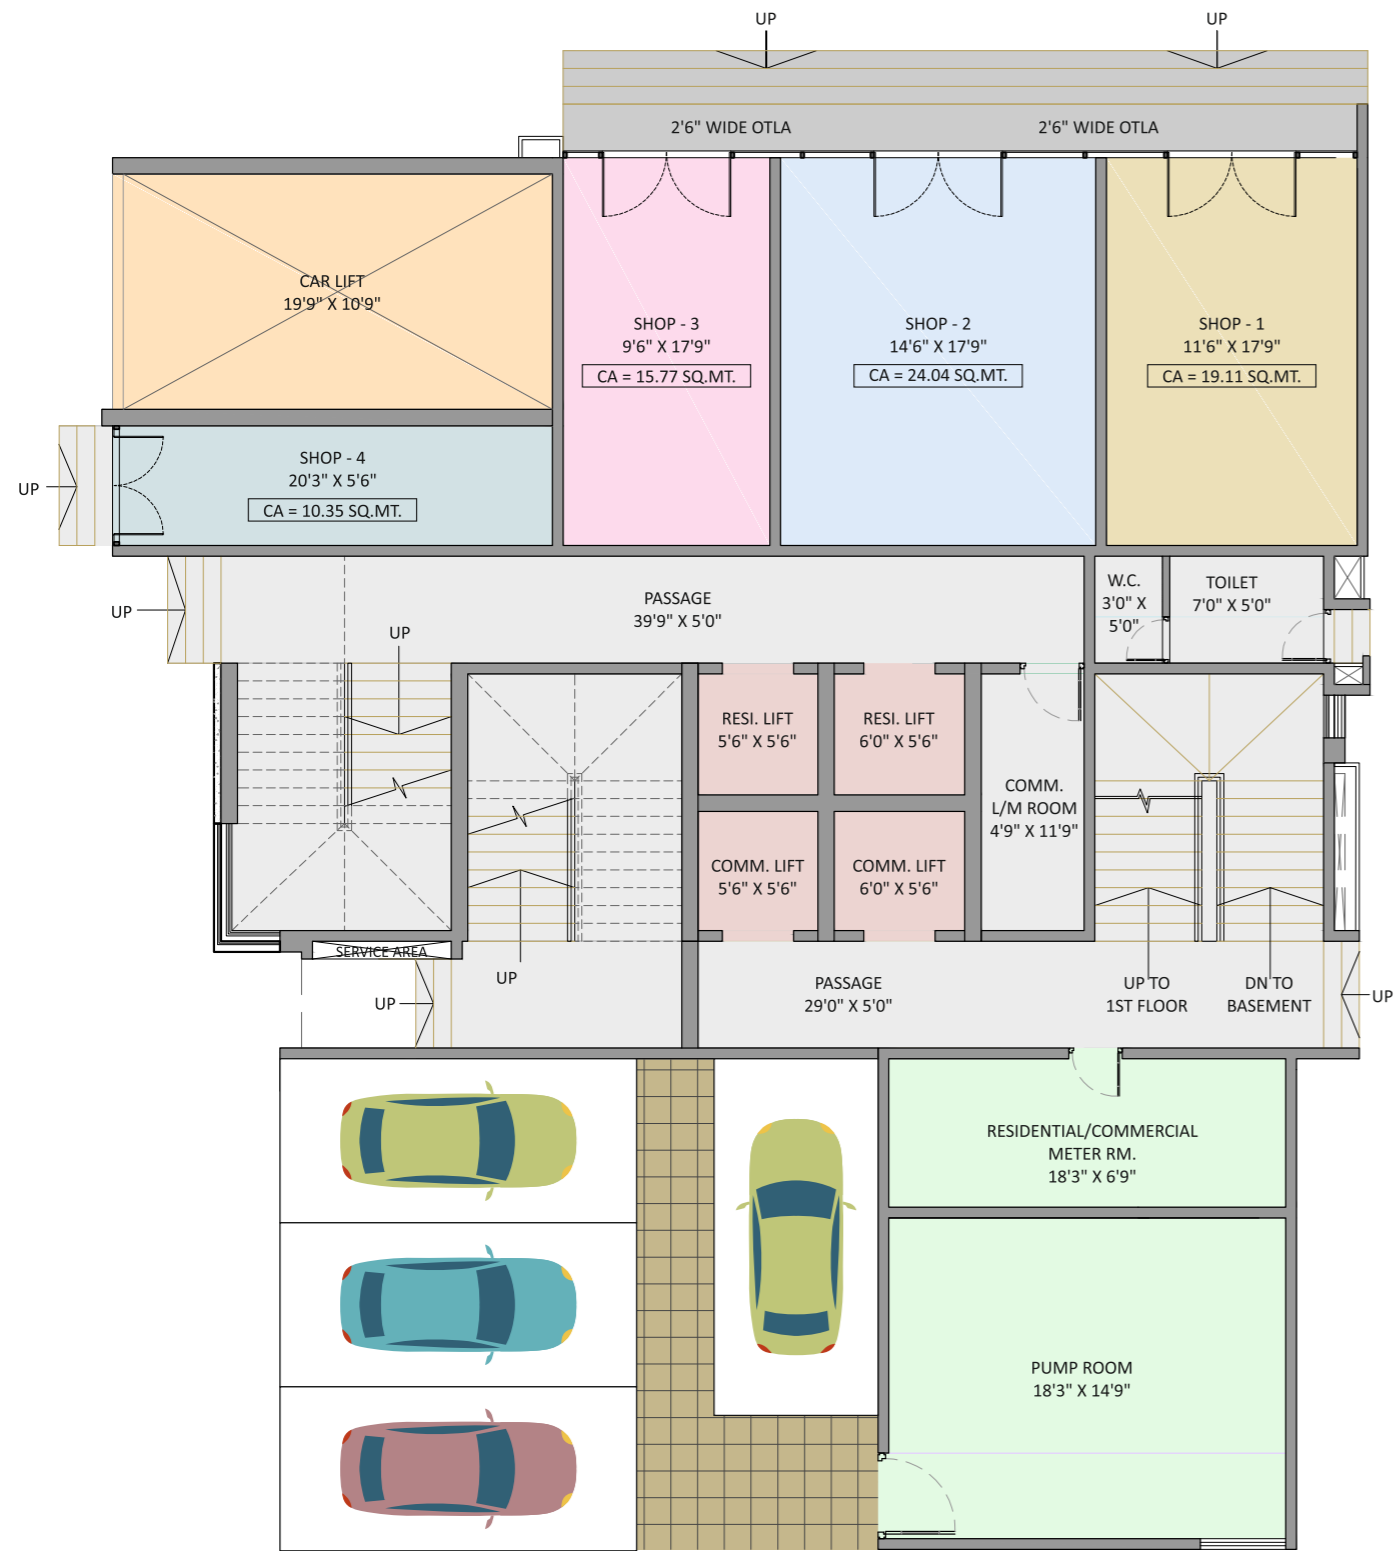 UP
UP
2'6" WIDE OTLA
2'6" WIDE OTLA
CAR LIFT
19'9" X 10'9"
SHOP - 3
9'6" X 17'9"
CA = 15.77 SQ.MT.
SHOP - 2
14'6" X 17'9"
CA = 24.04 SQ.MT.
SHOP - 1
11'6" X 17'9"
CA = 19.11 SQ.MT.
SHOP - 4
20'3" X 5'6"
CA = 10.35 SQ.MT.
UP
UP
PASSAGE
39'9" X 5'0"
W.C.
3'0" X
5'0"
TOILET
7'0" X 5'0"
UP
RESI. LIFT
5'6" X 5'6"
RESI. LIFT
6'0" X 5'6"
COMM.
L/M ROOM
4'9" X 11'9"
COMM. LIFT
5'6" X 5'6"
COMM. LIFT
6'0" X 5'6"
SERVICE AREA
UP
UP
PASSAGE
29'0" X 5'0"
UP TO
1ST FLOOR
DN TO
BASEMENT
UP
RESIDENTIAL/COMMERCIAL
METER RM.
18'3" X 6'9"
PUMP ROOM
18'3" X 14'9"